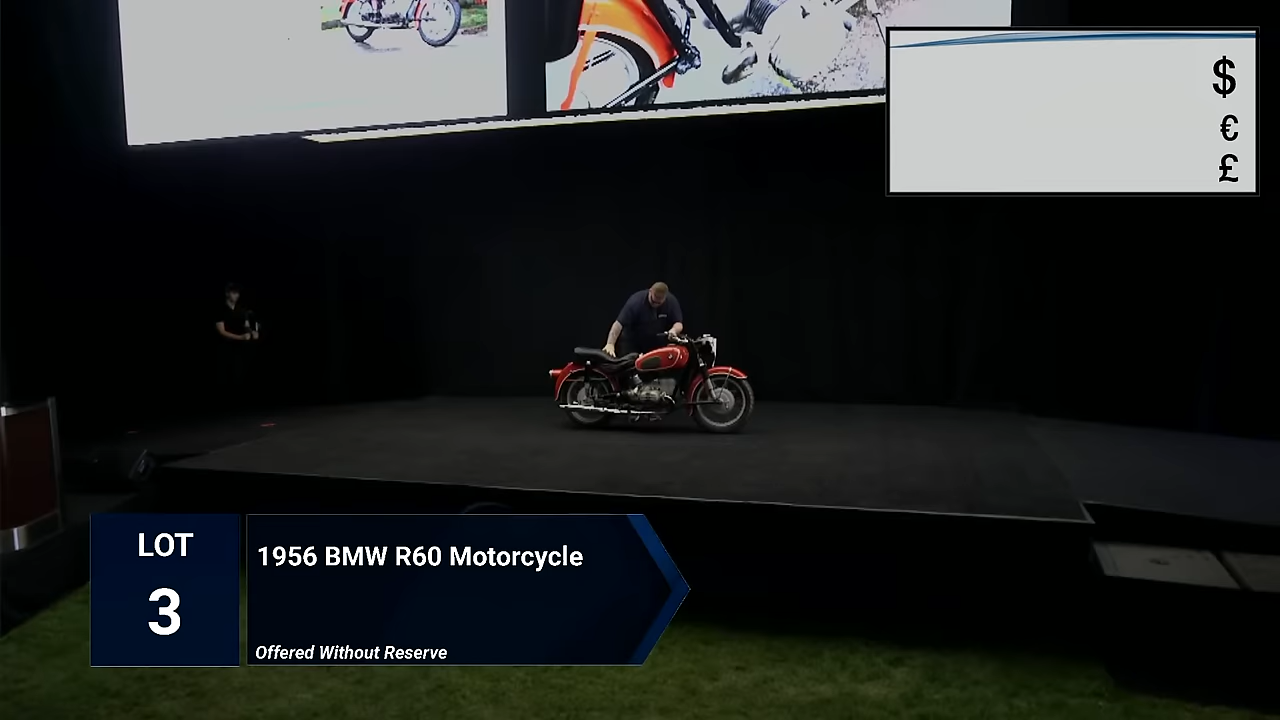 $
€
£
LOT
3
1956 BMW R60 Motorcycle
Offered Without Reserve